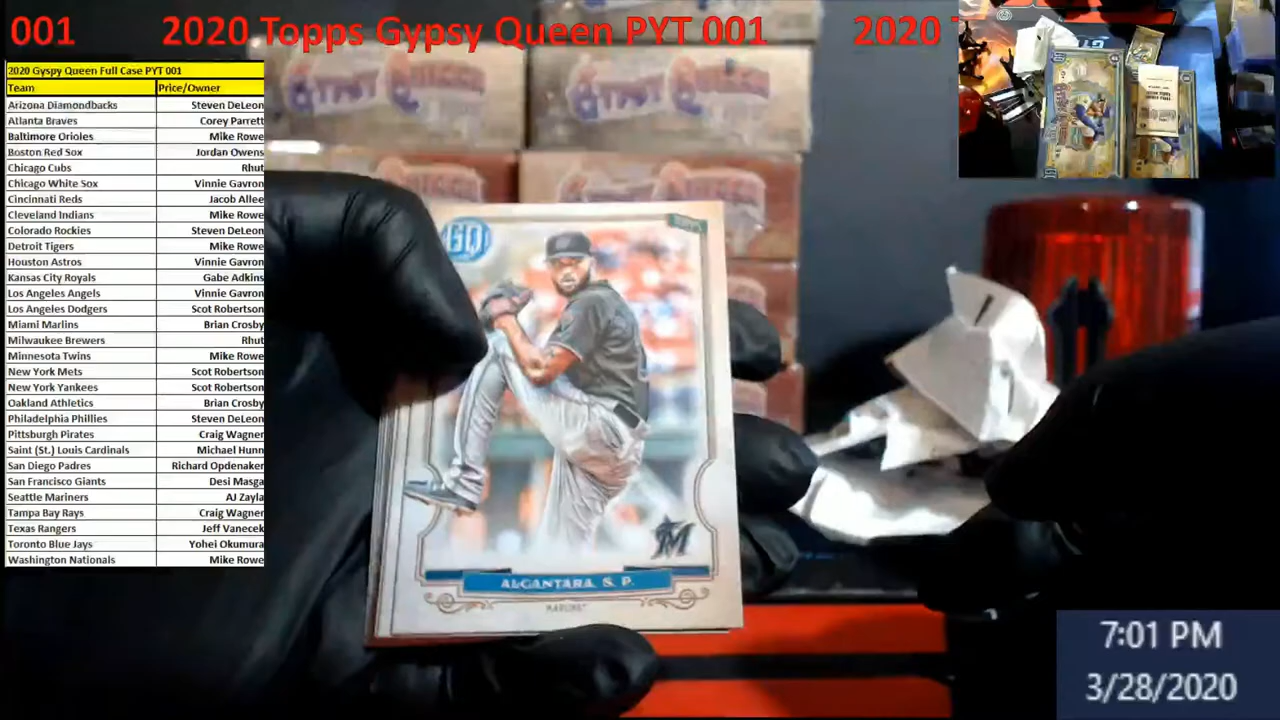 001 2020 Topps Gypsy Queen PYT 001 2020
2020 Gyspy Queen Full Case PYT 001
Team Price/Owner
Arizona Diamondbacks Steven DeLeon
Atlanta Braves Corey Parrett
Baltimore Orioles Mike Rowe
Boston Red Sox Jordan Owens
Chicago Cubs Rhut
Chicago White Sox Vinnie Gavron
Cincinnati Reds Jacob Allee
Cleveland Indians Mike Rowe
Colorado Rockies Steven DeLeon
Detroit Tigers Mike Rowe
Houston Astros Vinnie Gavron
Kansas City Royals Gabe Adkins
Los Angeles Angels Vinnie Gavron
Los Angeles Dodgers Scot Robertson
Miami Marlins Brian Crosby
Milwaukee Brewers Rhut
Minnesota Twins Mike Rowe
New York Mets Scot Robertson
New York Yankees Scot Robertson
Oakland Athletics Brian Crosby
Philadelphia Phillies Steven DeLeon
Pittsburgh Pirates Craig Wagner
Saint (St.) Louis Cardinals Michael Hunn
San Diego Padres Richard Opdenaker
San Francisco Giants Desi Masga
Seattle Mariners AJ Zayla
Tampa Bay Rays Craig Wagner
Texas Rangers Jeff Vanecek
Toronto Blue Jays Yohei Okumura
Washington Nationals Mike Rowe
GYPSY QUEEN
GYPSY QUEEN
QUEEN
GQ
M
ALCANTARA, S. P.
MARLINS
7:01 PM
3/28/2020